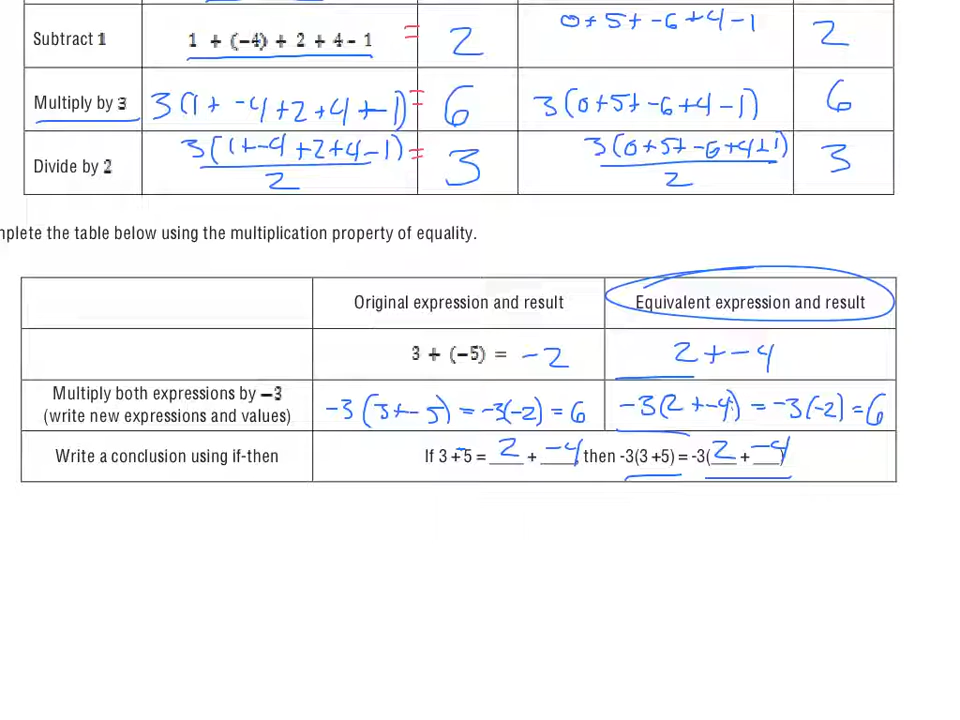 0+5+-6+4-1
Subtract 1 1 + (-4) + 2 + 4 - 1 = 2 2
Multiply by 3 3(1+ -4+2+4+-1) = 6 3(0+5+-6+4-1) 6
3(1+-4+2+4-1) = 3(0+5+-6+4+1)
Divide by 2 3 3
2 2
nplete the table below using the multiplication property of equality.
Original expression and result Equivalent expression and result
3 + (-5) = -2 2+-4
Multiply both expressions by -3 -3(3+-5) = -3(-2) = 6 -3(2+-4) = -3(-2) = 6
(write new expressions and values)
Write a conclusion using if-then If 3 +-5 = 2 + -4, then -3(3 +5) = -3(2 + -4)